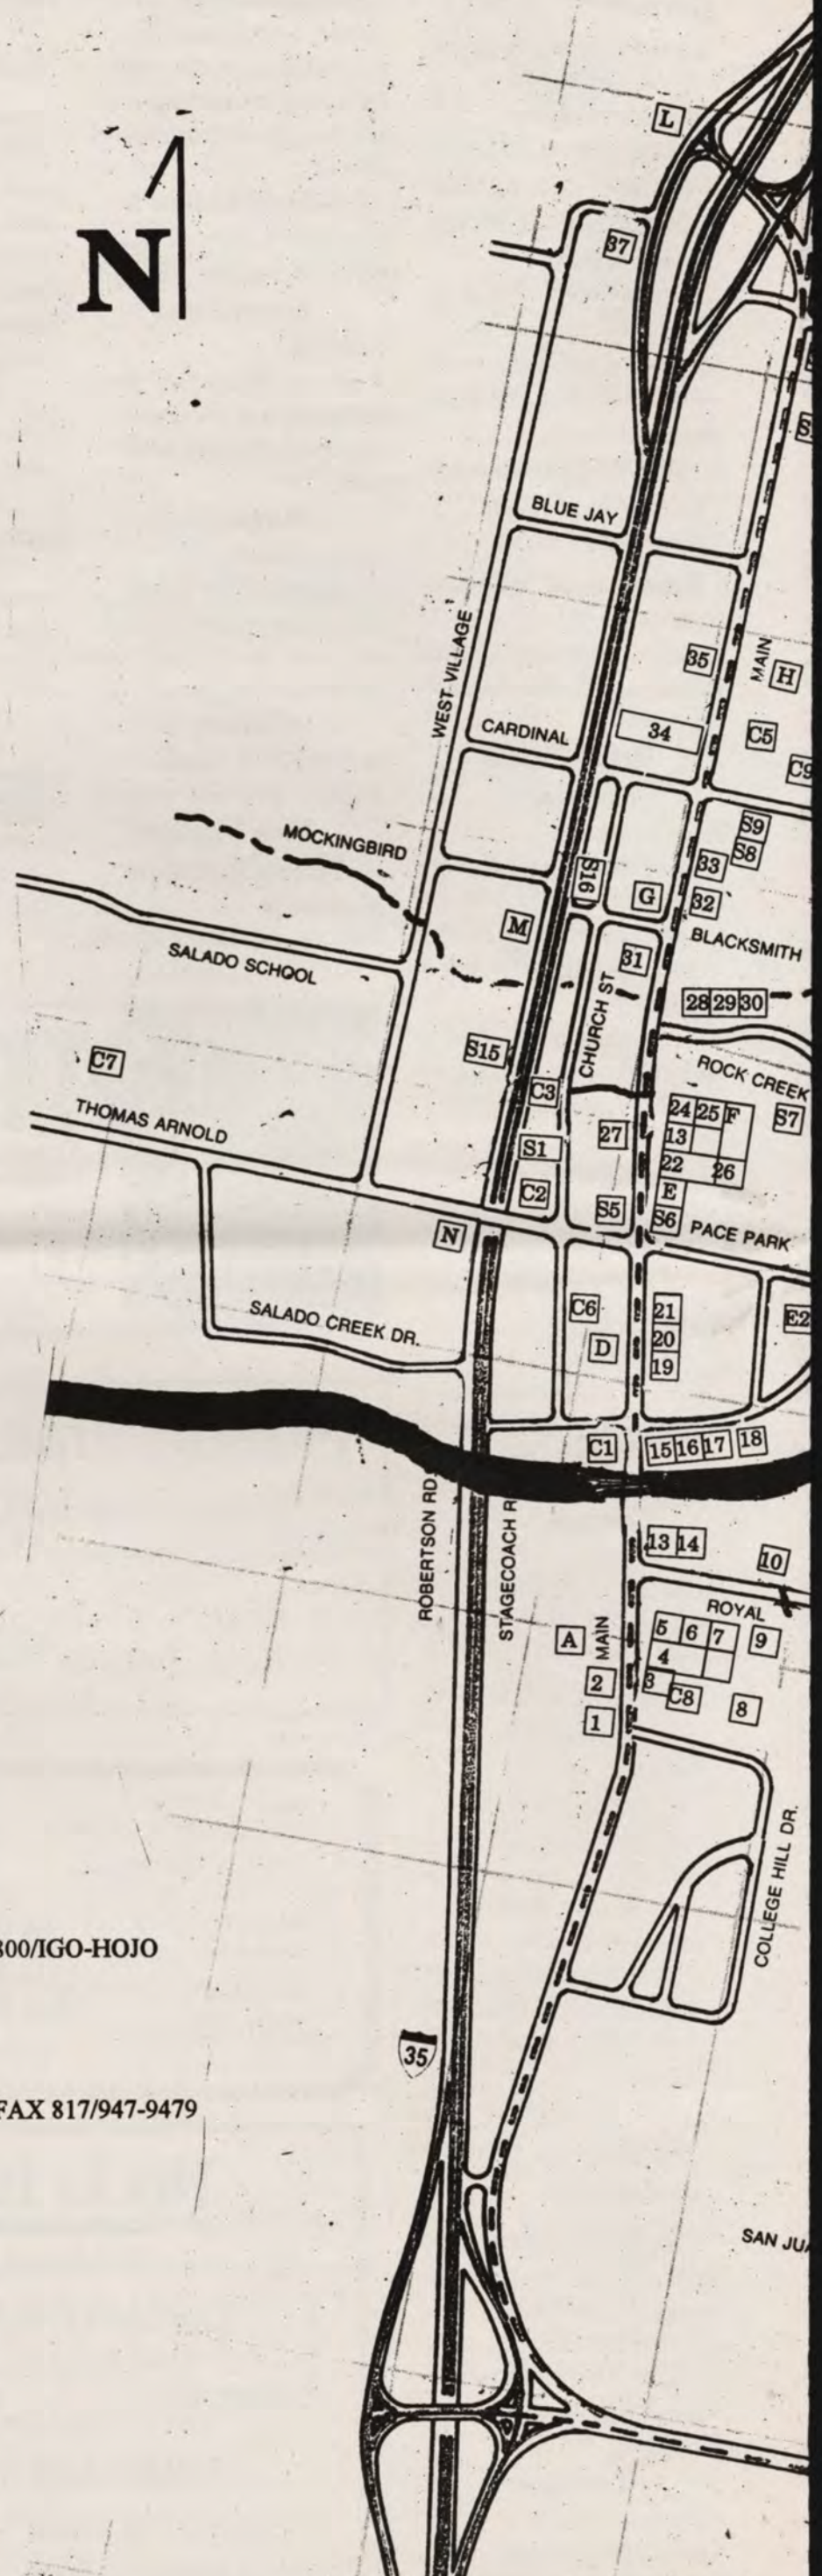 L
N
37
BLUE JAY
WEST VILLAGE
35
MAIN
H
CARDINAL
34
C5
C9
MOCKINGBIRD
S9
S8
S16
33
G
32
M
BLACKSMITH
SALADO SCHOOL
31
28 29 30
CHURCH ST
S15
C7
ROCK CREEK
C3
THOMAS ARNOLD
24 25 F
S7
13
27
S1
22 26
C2
E
S5
S6
N
PACE PARK
SALADO CREEK DR.
C6
21
E2
D
20
19
C1
15 16 17 18
ROBERTSON RD.
STAGECOACH R
13 14
10
ROYAL
A
MAIN
5 6 7
9
4
2
3
C8
8
1
COLLEGE HILL DR.
800/IGO-HOJO
35
FAX 817/947-9479
SAN JUA